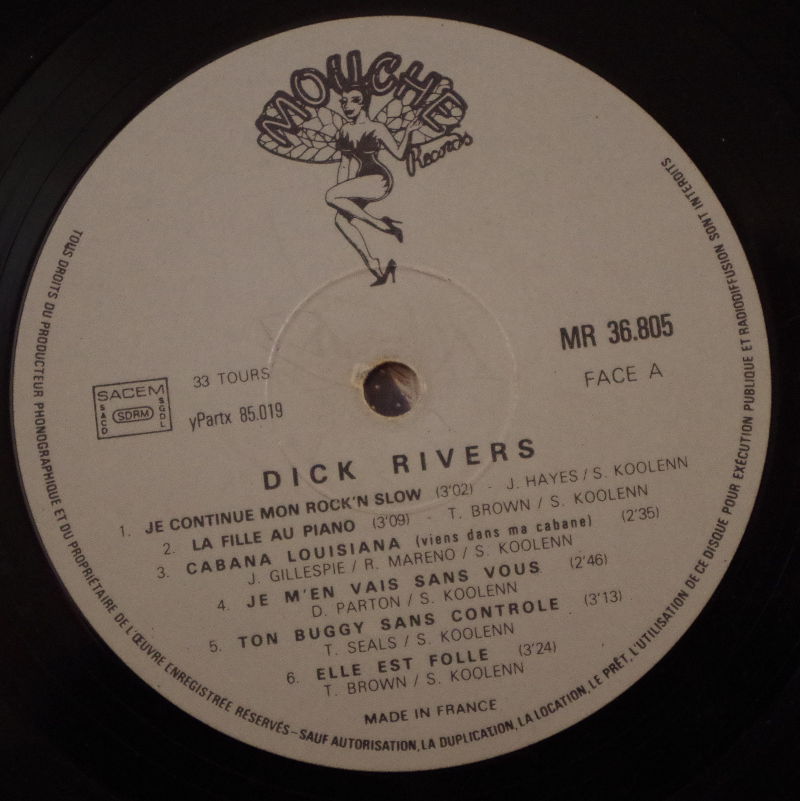 MOUCHE
Records
MR 36.805
FACE A
SACEM
SACD
SDRM
SGDL
33 TOURS
yPartx 85.019
DICK RIVERS
1. JE CONTINUE MON ROCK'N SLOW (3'02) - J. HAYES / S. KOOLENN
2. LA FILLE AU PIANO (3'09) - T. BROWN / S. KOOLENN
3. CABANA LOUISIANA (viens dans ma cabane) (2'35)
J. GILLESPIE / R. MARENO / S. KOOLENN
4. JE M'EN VAIS SANS VOUS (2'46)
D. PARTON / S. KOOLENN
5. TON BUGGY SANS CONTROLE (3'13)
T. SEALS / S. KOOLENN
6. ELLE EST FOLLE (3'24)
T. BROWN / S. KOOLENN
MADE IN FRANCE
TOUS DROITS DU PRODUCTEUR PHONOGRAPHIQUE ET DU PROPRIÉTAIRE DE L'ŒUVRE ENREGISTRÉE RÉSERVÉS - SAUF AUTORISATION, LA DUPLICATION, LA LOCATION, LE PRÊT, L'UTILISATION DE CE DISQUE POUR EXÉCUTION PUBLIQUE ET RADIODIFFUSION SONT INTERDITS